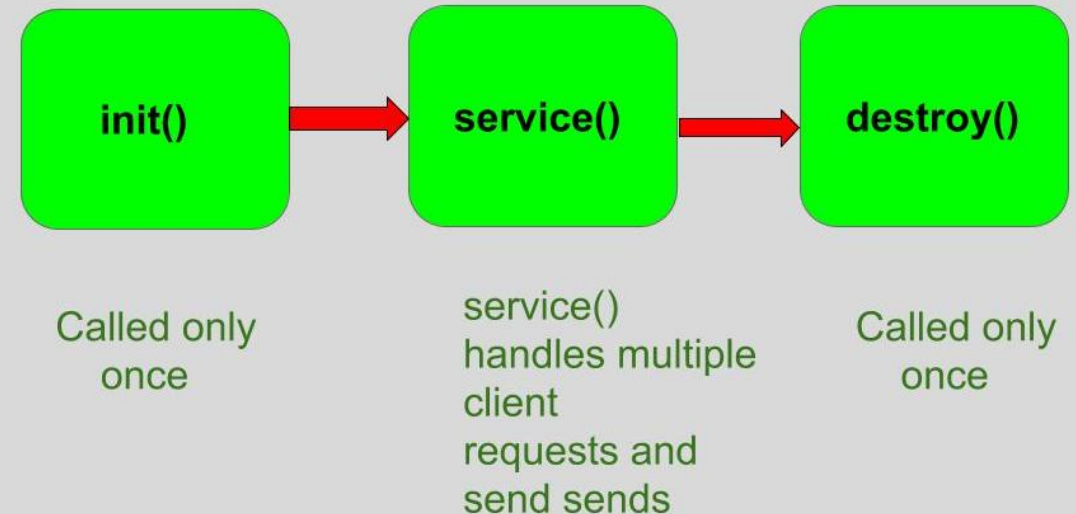 init()
service()
destroy()
Called only
once
service()
handles multiple
client
requests and
send sends
Called only
once